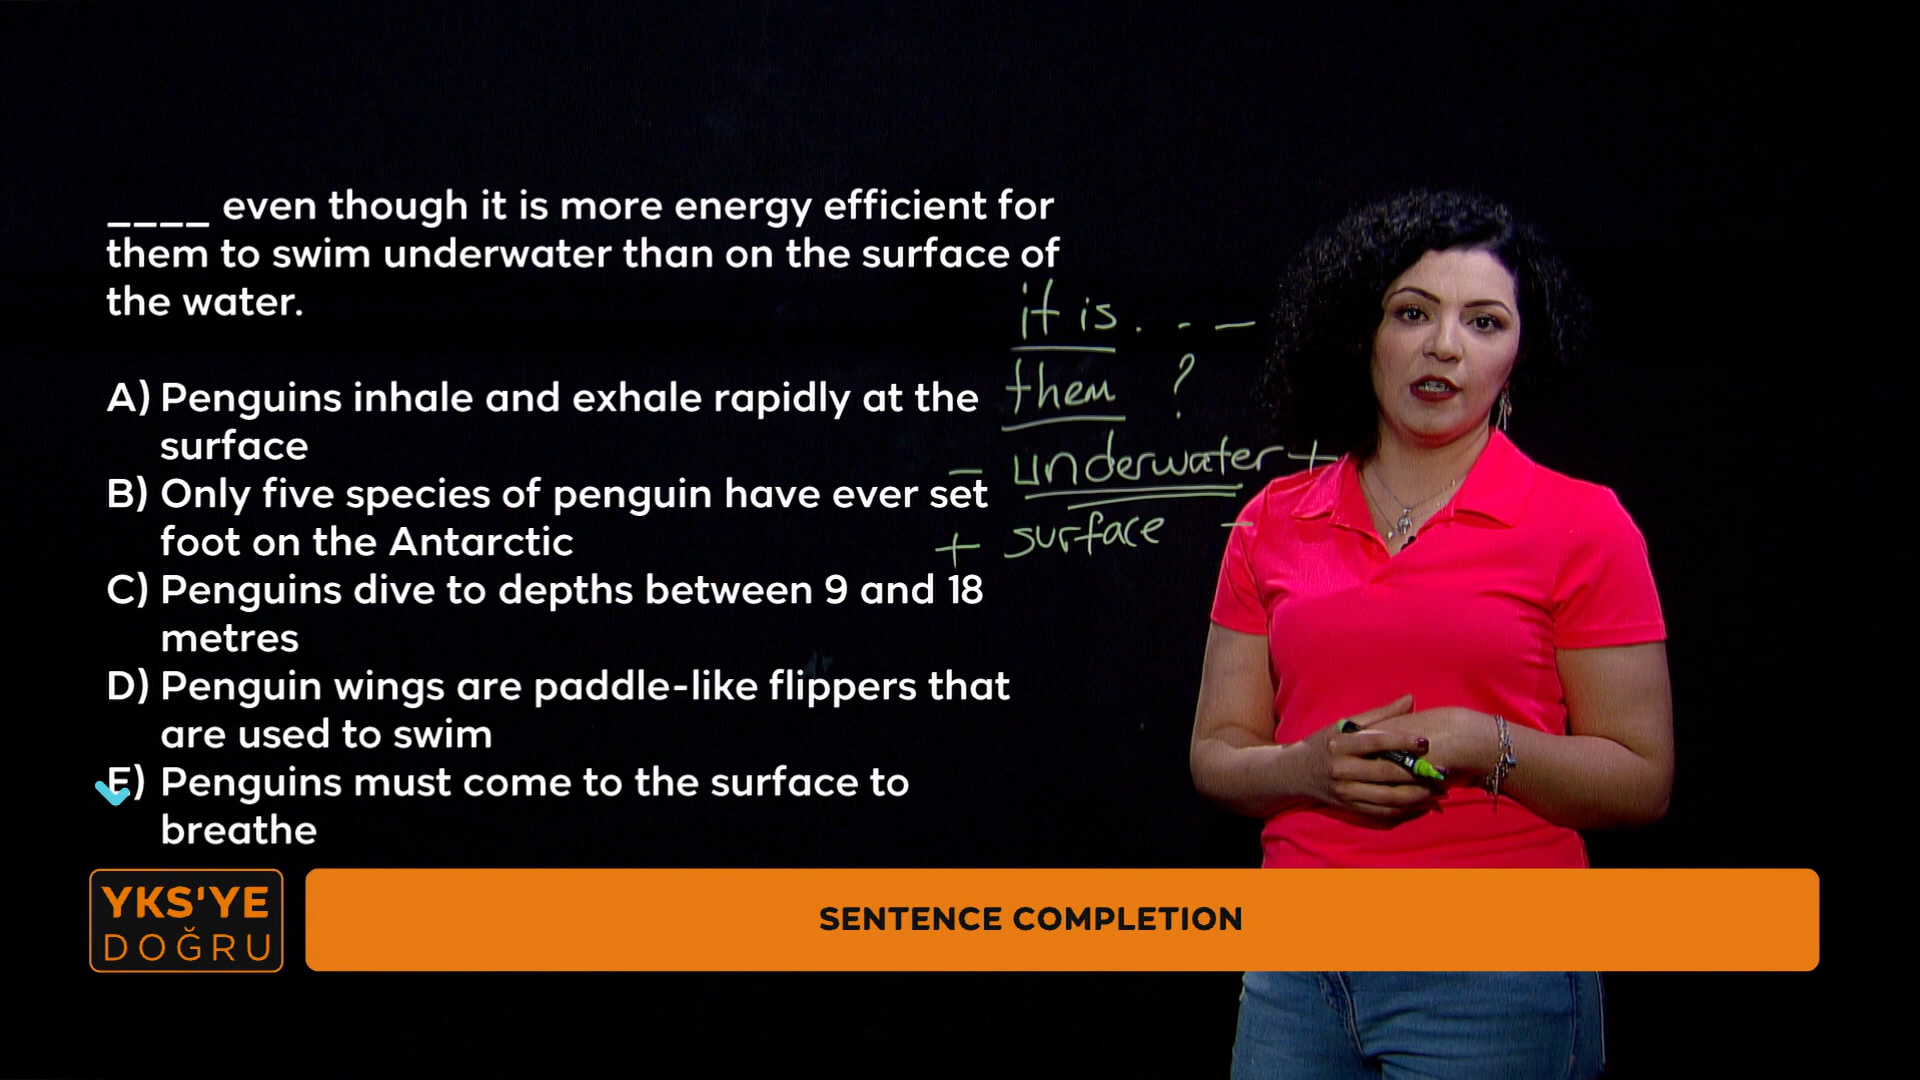 ____ even though it is more energy efficient for
them to swim underwater than on the surface of
the water.
it is . - –
them ?
– underwater +
+ surface –
A) Penguins inhale and exhale rapidly at the
surface
B) Only five species of penguin have ever set
foot on the Antarctic
C) Penguins dive to depths between 9 and 18
metres
D) Penguin wings are paddle-like flippers that
are used to swim
E) Penguins must come to the surface to
breathe
YKS'YE
DOĞRU
SENTENCE COMPLETION